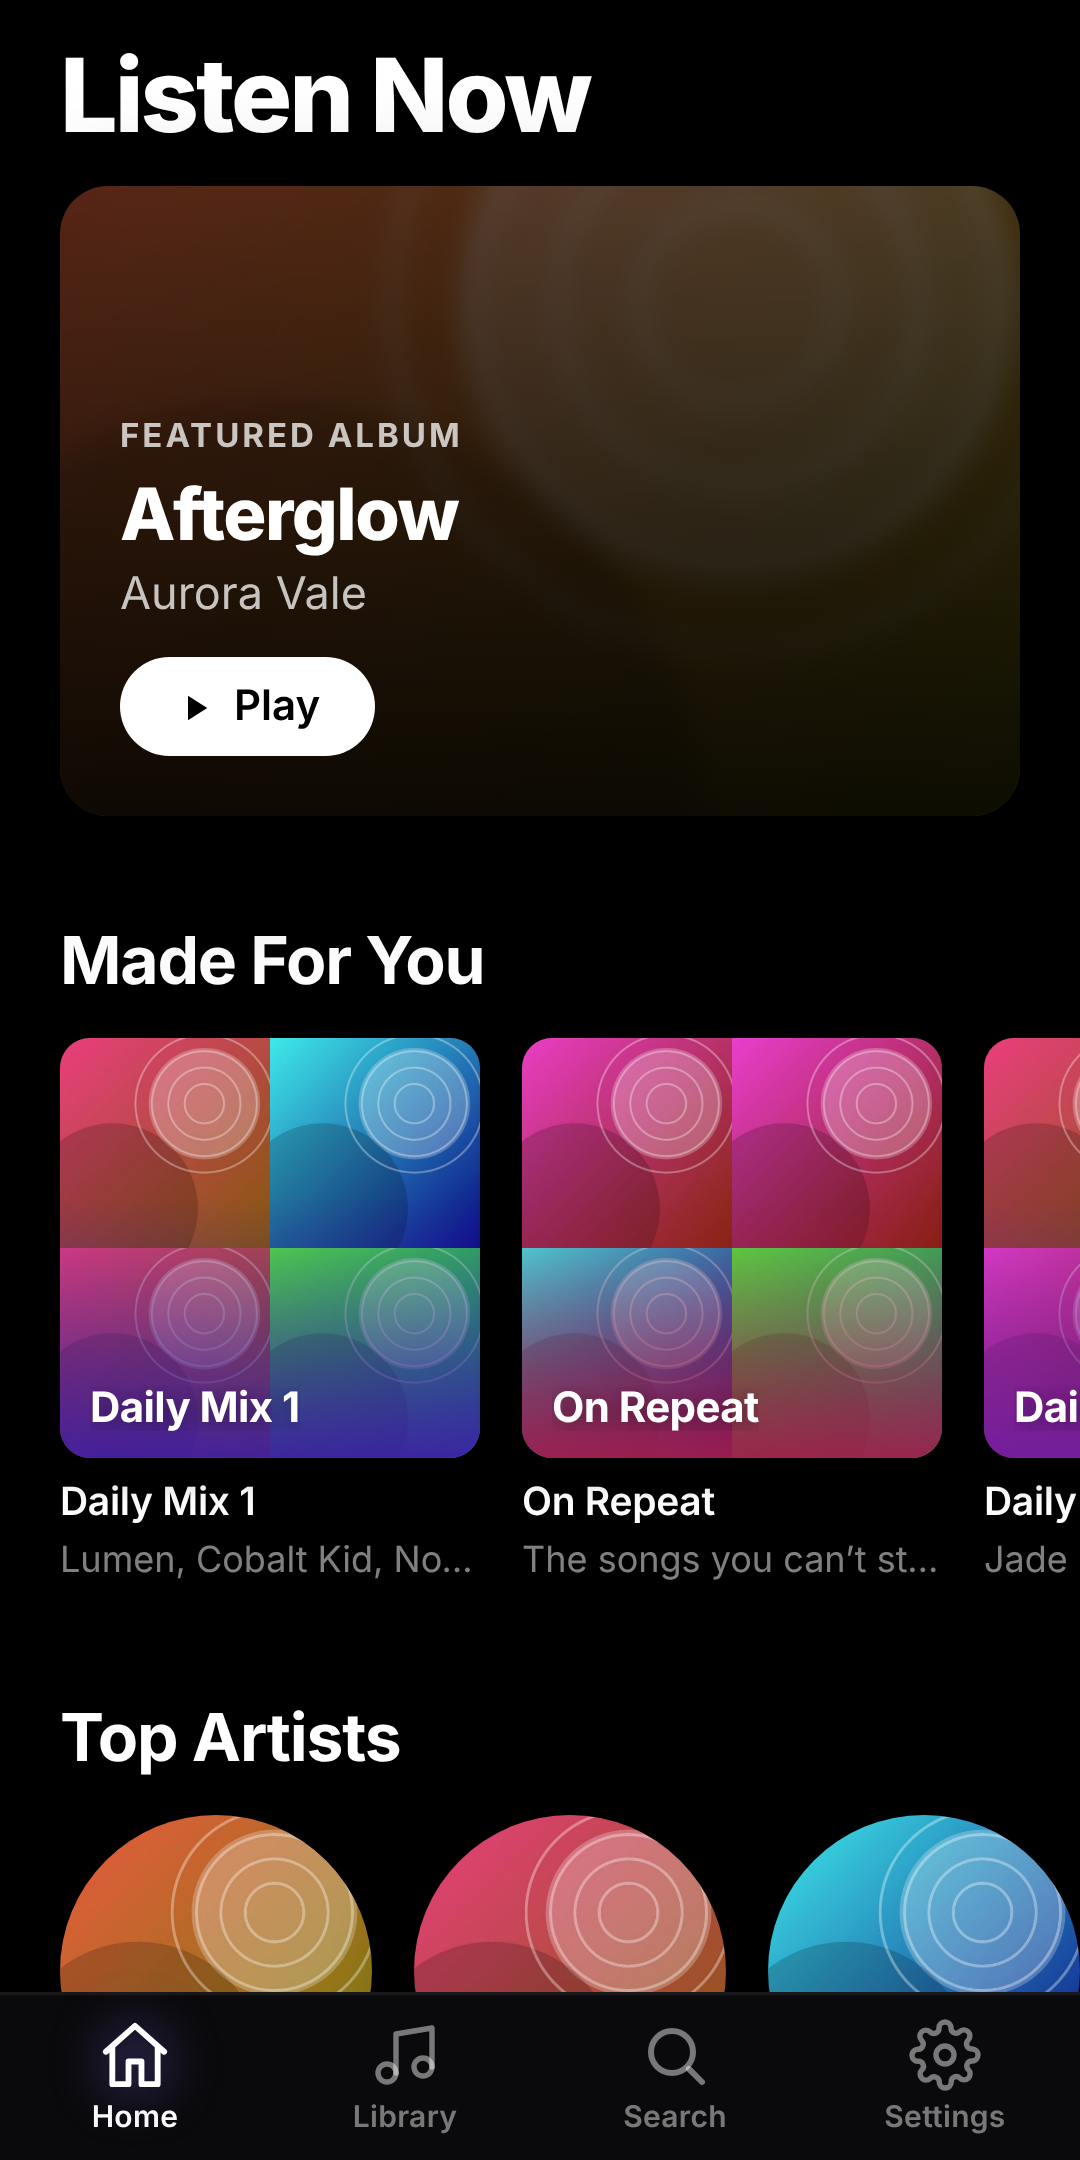 Listen Now
FEATURED ALBUM
Afterglow
Aurora Vale
Play
Made For You
Daily Mix 1
On Repeat
Dai
Daily Mix 1
On Repeat
Daily
Lumen, Cobalt Kid, No...
The songs you can’t st...
Jade
Top Artists
Home
Library
Search
Settings